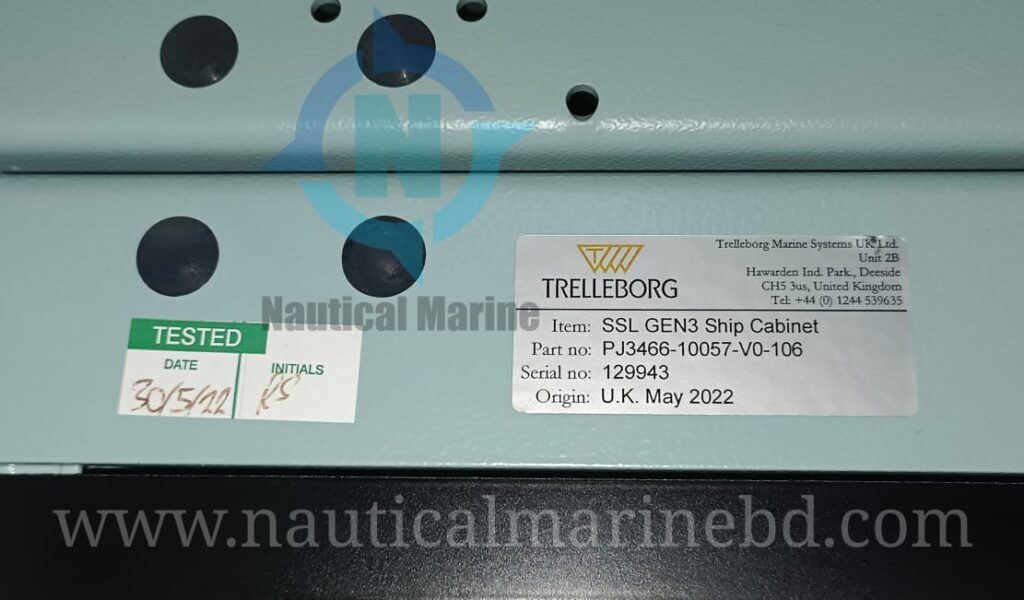 N
Nautical Marine
TRELLEBORG
Trelleborg Marine Systems UK Ltd.
Unit 2B
Hawarden Ind. Park., Deeside
CH5 3us, United Kingdom
Tel: +44 (0) 1244 539635
Item: SSL GEN3 Ship Cabinet
Part no: PJ3466-10057-V0-106
Serial no: 129943
Origin: U.K. May 2022
TESTED
DATE
INITIALS
30/5/22
RS
www.nauticalmarinebd.com